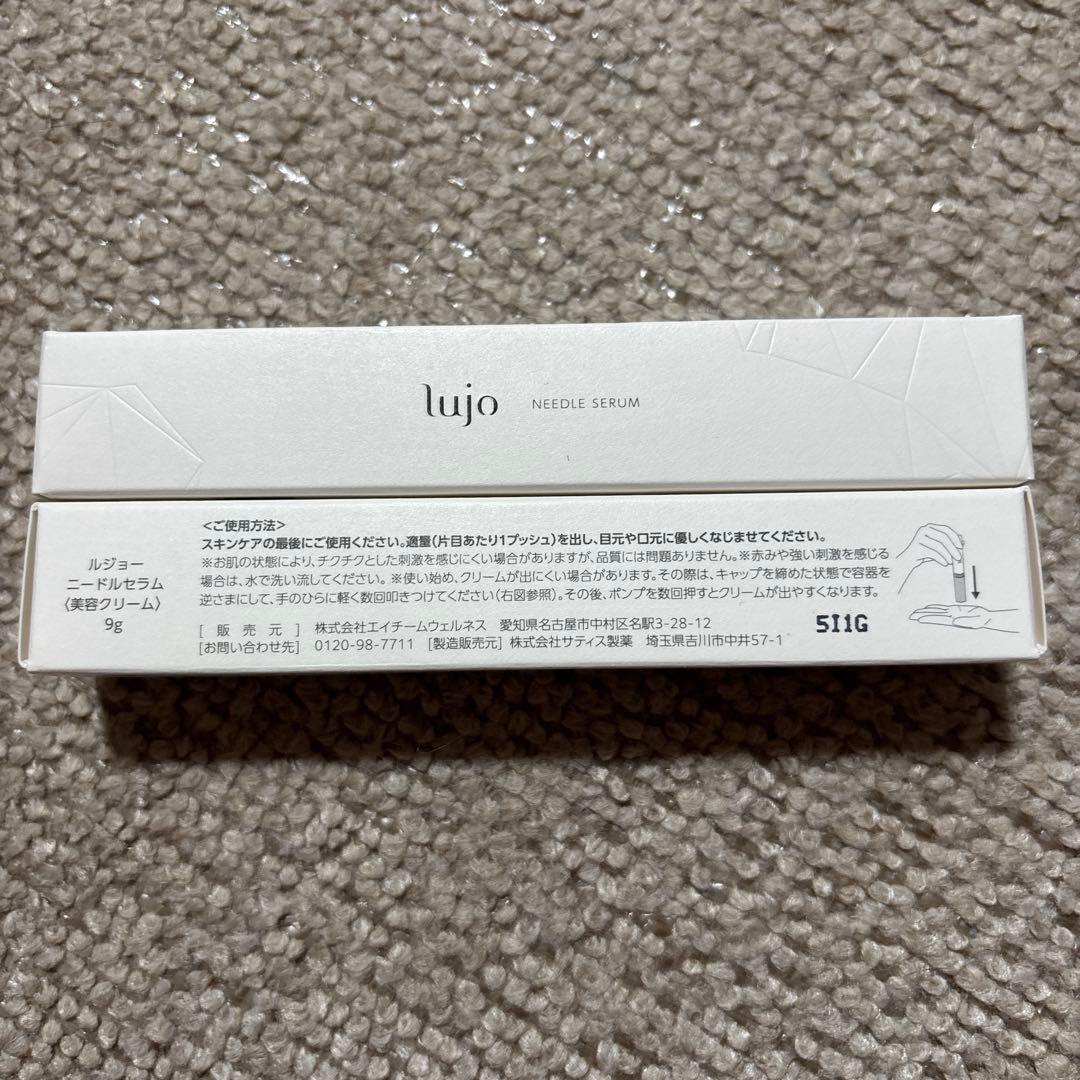 lujo NEEDLE SERUM
ルジョー
ニードルセラム
〈美容クリーム〉
9g
<ご使用方法>
スキンケアの最後にご使用ください。適量(片目あたり1プッシュ)を出し、目元や口元に優しくなじませてください。
※お肌の状態により、チクチクとした刺激を感じにくい場合がありますが、品質には問題ありません。※赤みや強い刺激を感じる
場合は、水で洗い流してください。※使い始め、クリームが出にくい場合があります。その際は、キャップを締めた状態で容器を
逆さまにして、手のひらに軽く数回叩きつけてください(右図参照)。その後、ポンプを数回押すとクリームが出やすくなります。
[ 販売元 ] 株式会社エイチームウェルネス 愛知県名古屋市中村区名駅3-28-12
[お問い合わせ先] 0120-98-7711 [製造販売元] 株式会社サティス製薬 埼玉県吉川市中井57-1
5I1G